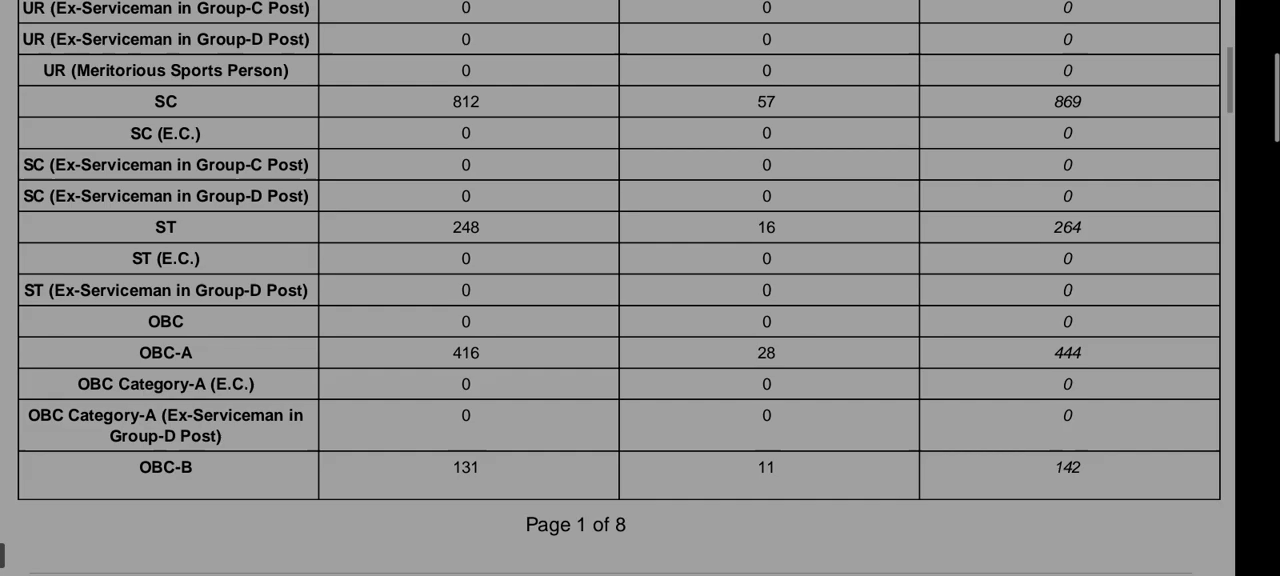 UR (Ex-Serviceman in Group-C Post) 0 0 0
UR (Ex-Serviceman in Group-D Post) 0 0 0
UR (Meritorious Sports Person) 0 0 0
SC 812 57 869
SC (E.C.) 0 0 0
SC (Ex-Serviceman in Group-C Post) 0 0 0
SC (Ex-Serviceman in Group-D Post) 0 0 0
ST 248 16 264
ST (E.C.) 0 0 0
ST (Ex-Serviceman in Group-D Post) 0 0 0
OBC 0 0 0
OBC-A 416 28 444
OBC Category-A (E.C.) 0 0 0
OBC Category-A (Ex-Serviceman in 0 0 0
Group-D Post)
OBC-B 131 11 142
Page 1 of 8